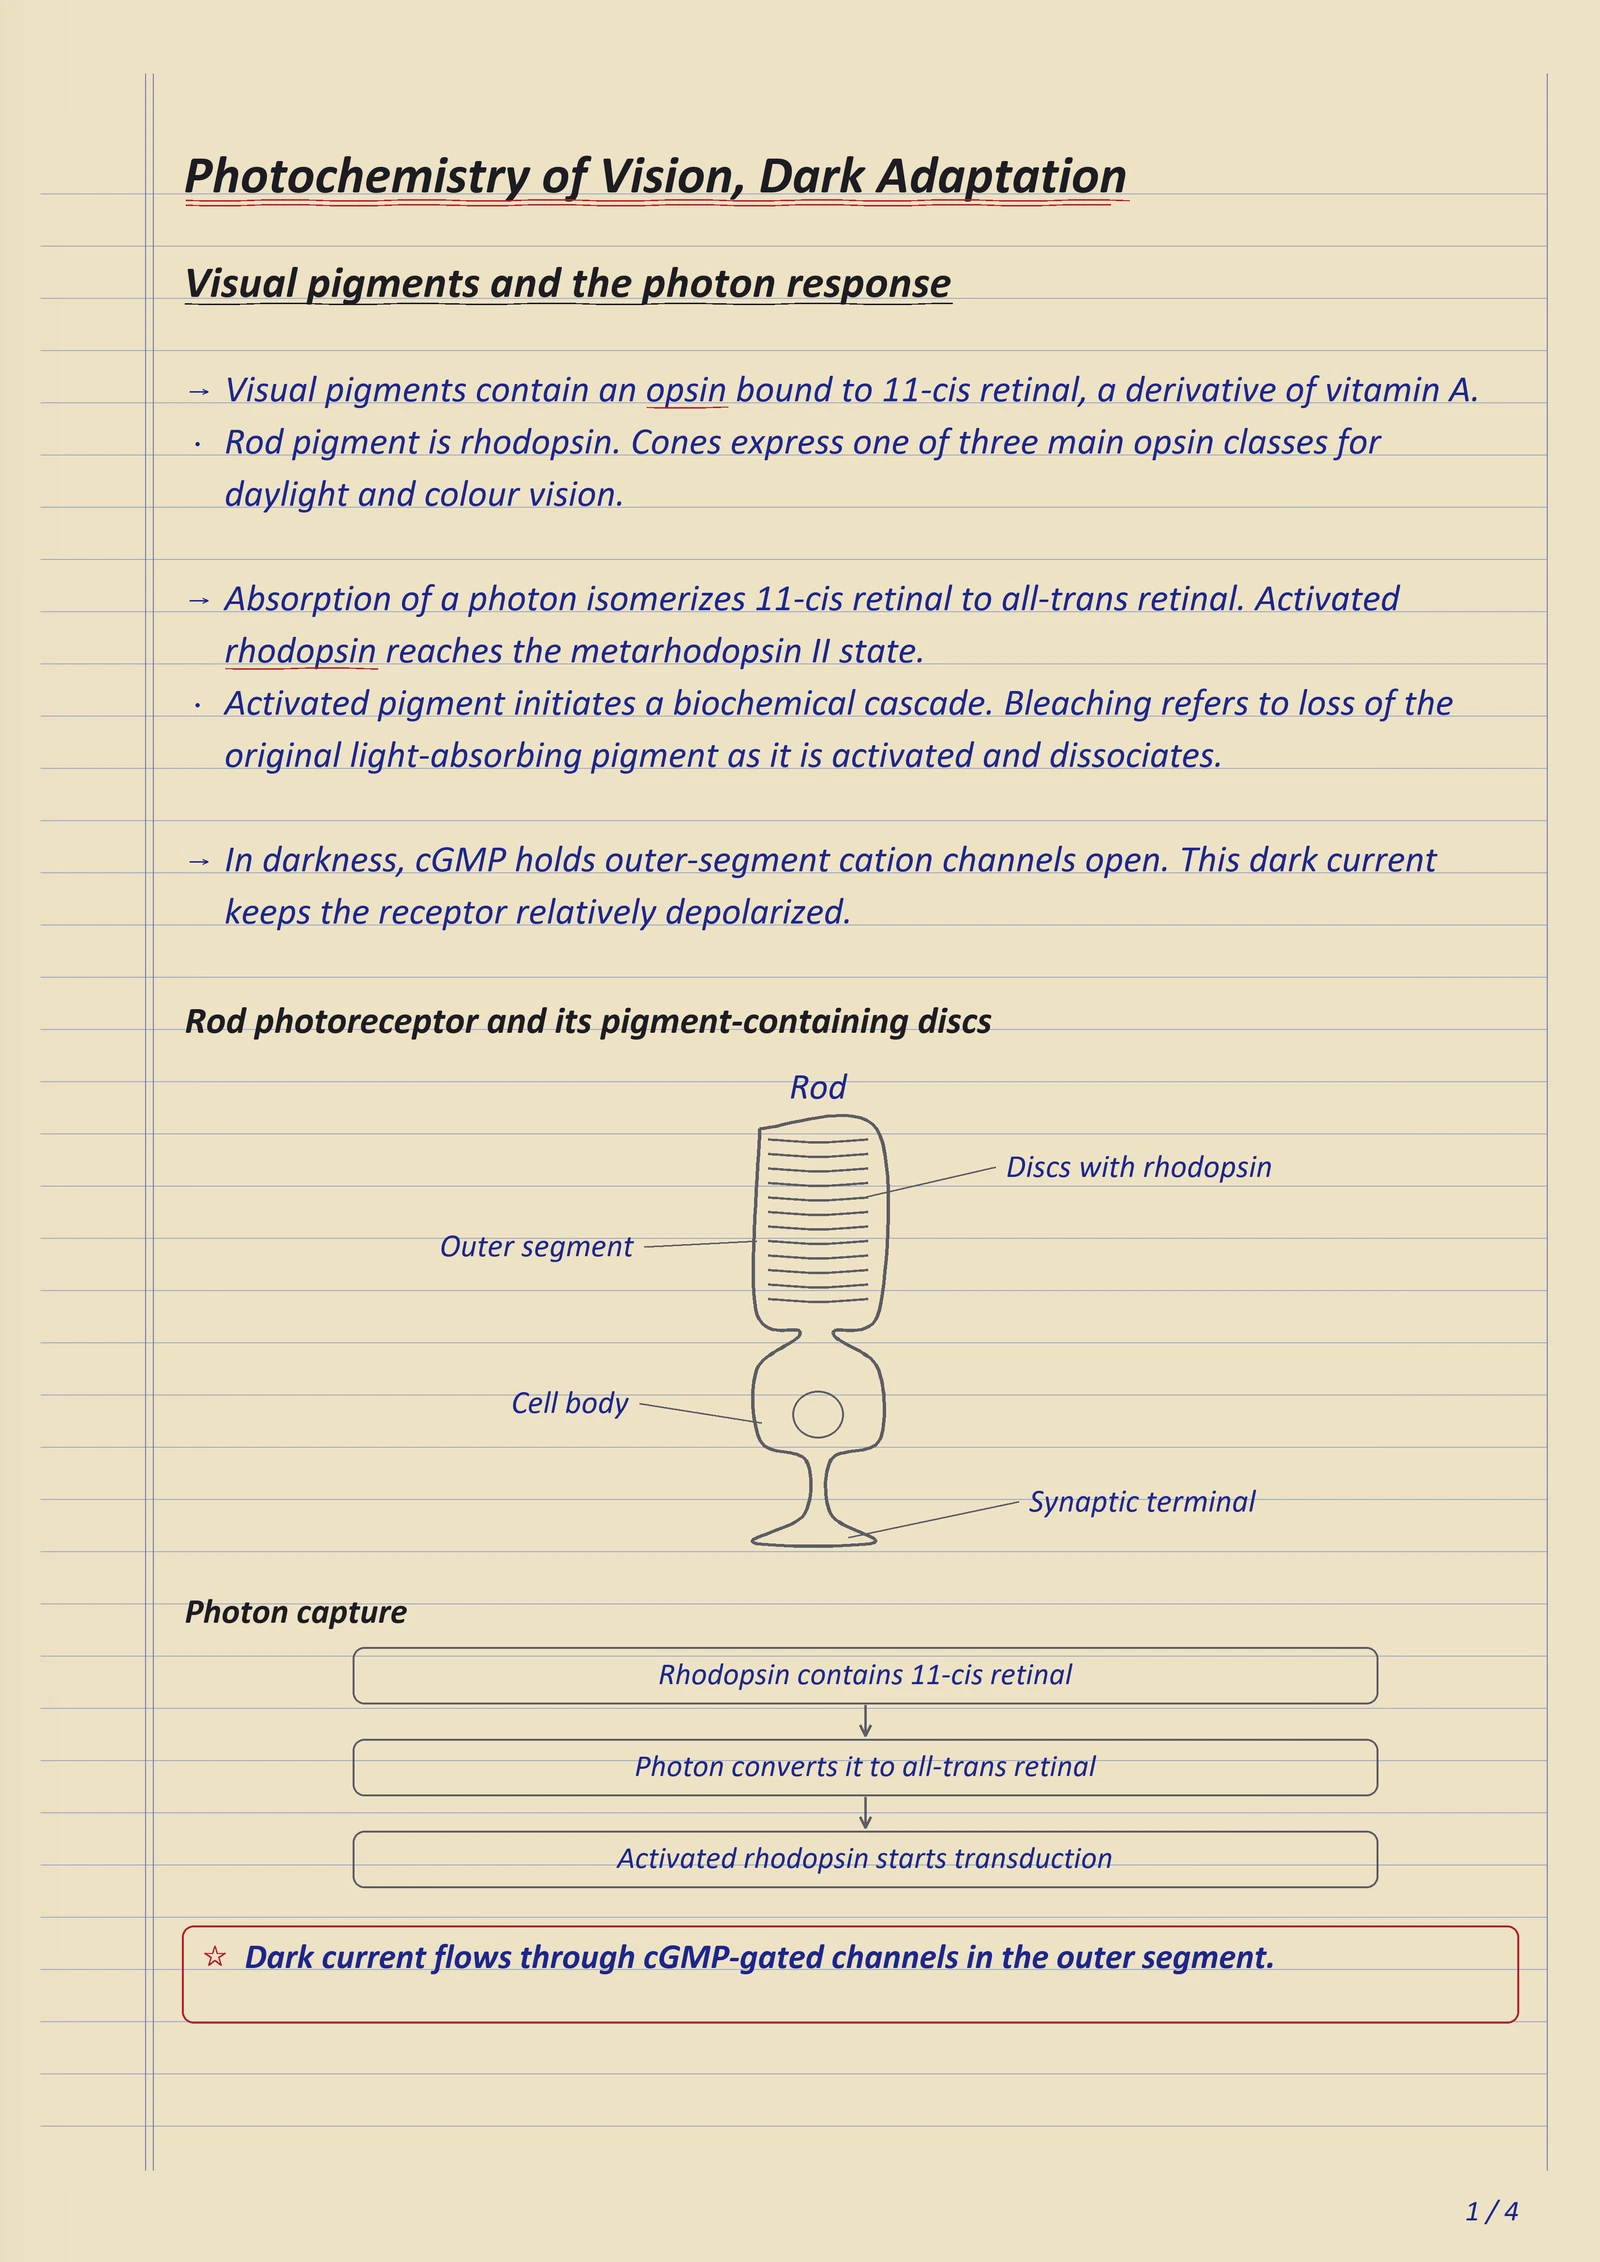 Photochemistry of Vision, Dark Adaptation
Visual pigments and the photon response
→ Visual pigments contain an opsin bound to 11-cis retinal, a derivative of vitamin A.
· Rod pigment is rhodopsin. Cones express one of three main opsin classes for
daylight and colour vision.
→ Absorption of a photon isomerizes 11-cis retinal to all-trans retinal. Activated
rhodopsin reaches the metarhodopsin II state.
· Activated pigment initiates a biochemical cascade. Bleaching refers to loss of the
original light-absorbing pigment as it is activated and dissociates.
→ In darkness, cGMP holds outer-segment cation channels open. This dark current
keeps the receptor relatively depolarized.
Rod photoreceptor and its pigment-containing discs
Rod
Discs with rhodopsin
Outer segment
Cell body
Synaptic terminal
Photon capture
Rhodopsin contains 11-cis retinal
Photon converts it to all-trans retinal
Activated rhodopsin starts transduction
☆ Dark current flows through cGMP-gated channels in the outer segment.
1 / 4